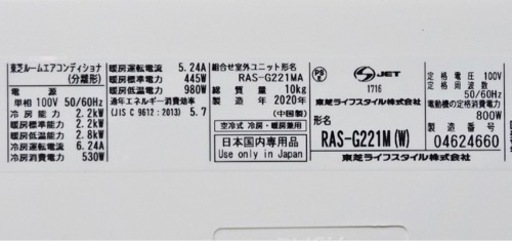 東芝ルームエアコンディショナ
(分離形)
電源
単相 100V 50/60Hz
冷房能力 2.2kW
暖房標準能力 2.2kW
暖房低温能力 2.8kW
冷房運転電流 6.24A
冷房消費電力 530W
暖房運転電流 5.24A
暖房標準電力 445W
暖房低温電力 980W
通年エネルギー消費効率
(JIS C 9612:2013) 5.7
組合せ室外ユニット形名
RAS-G221MA
総質量 10kg
製造年 2020年
(中国製)
空冷式 冷房・暖房兼用
日本国内専用品
Use only in Japan
PS
E
JET
1716
東芝ライフスタイル株式会社
形名
RAS-G221M(W)
東芝ライフスタイル株式会社
定格電圧 100V
定格周波数
50/60Hz
電動機の定格消費電力
800W
製造番号
04624660